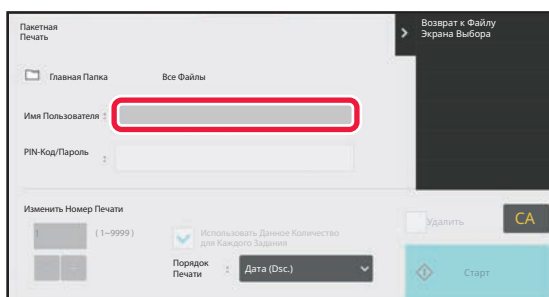 Пакетная
Печать
Возврат к Файлу
Экрана Выбора
Главная Папка
Все Файлы
Имя Пользователя :
PIN-Код/Пароль :
Изменить Номер Печати
1
(1~9999)
Использовать Данное Количество
для Каждого Задания
Порядок
Печати :
Дата (Dsc.)
Удалить
CA
Старт